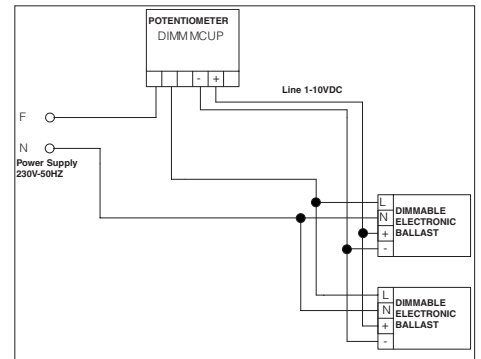 POTENTIOMETER
DIMM MCUP
- +
Line 1-10VDC
F
N
Power Supply
230V-50HZ
L
N
+
-
DIMMABLE
ELECTRONIC
BALLAST
L
N
+
-
DIMMABLE
ELECTRONIC
BALLAST